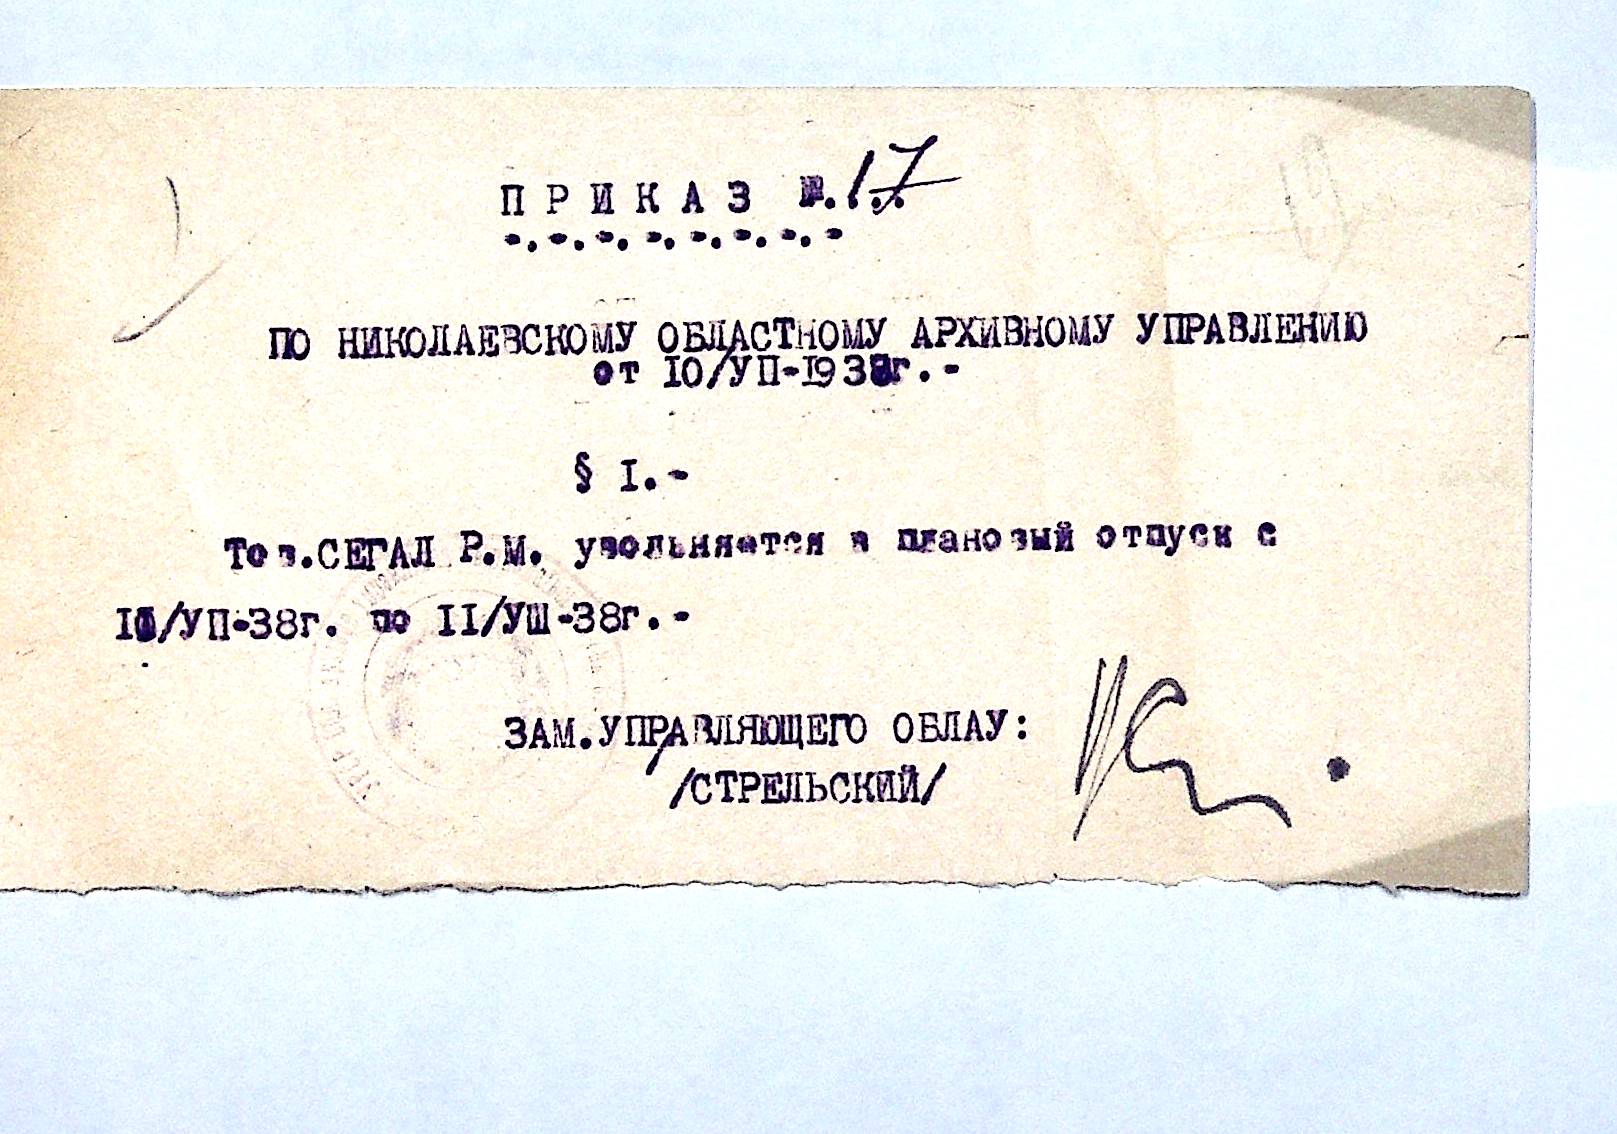 ПРИКАЗ №.17
ПО НИКОЛАЕВСКОМУ ОБЛАСТНОМУ АРХИВНОМУ УПРАВЛЕНИЮ
от 10/УП-1938г.-
§ I.-
Тов.СЕГАЛ Р.М. увольняется в плановый отпуск с
/УП-38г. по II/УШ-38г.-
ЗАМ.УПРАВЛЯЮЩЕГО ОБЛАУ:
/СТРЕЛЬСКИЙ/